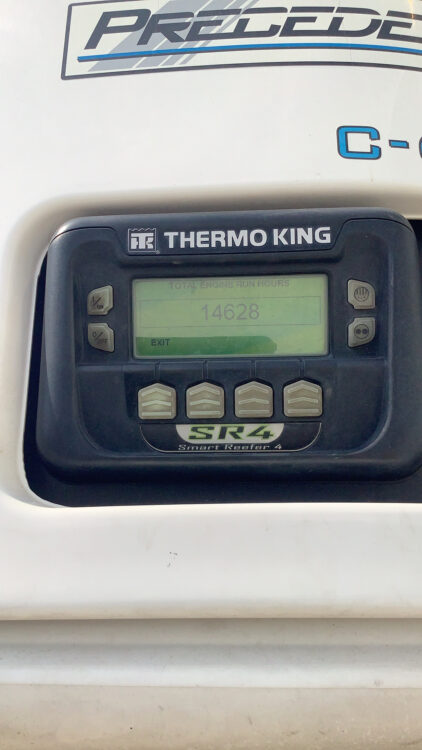 PRECEDE
C-
THERMO KING
TOTAL ENGINE RUN HOURS
14628
EXIT
SR4
Smart Reefer 4